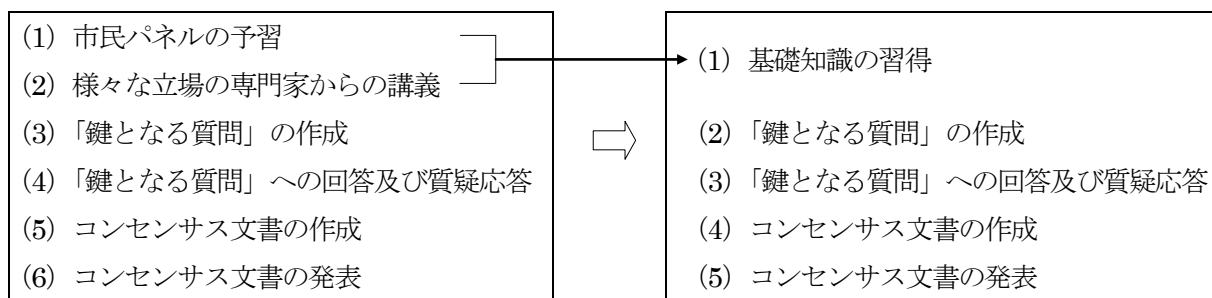 (1) 市民パネルの予習
(2) 様々な立場の専門家からの講義
(3) 「鍵となる質問」の作成
(4) 「鍵となる質問」への回答及び質疑応答
(5) コンセンサス文書の作成
(6) コンセンサス文書の発表
(1) 基礎知識の習得
(2) 「鍵となる質問」の作成
(3) 「鍵となる質問」への回答及び質疑応答
(4) コンセンサス文書の作成
(5) コンセンサス文書の発表